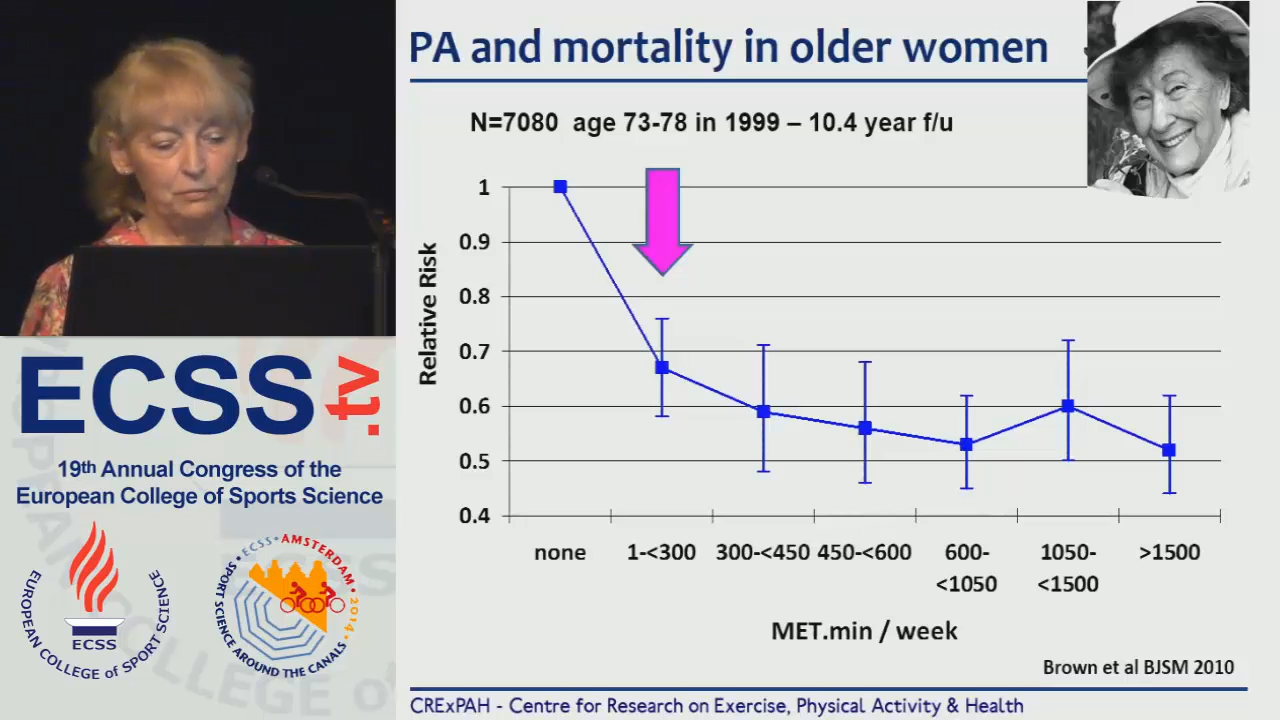 PA and mortality in older women
N=7080 age 73-78 in 1999 – 10.4 year f/u
Relative Risk
1
0.9
0.8
0.7
0.6
0.5
0.4
none
1-<300
300-<450
450-<600
600-
<1050
1050-
<1500
>1500
MET.min / week
Brown et al BJSM 2010
CRExPAH - Centre for Research on Exercise, Physical Activity & Health
ECSS.tv
19th Annual Congress of the
European College of Sports Science
EUROPEAN COLLEGE of SPORT SCIENCE
ECSS
•ECSS•AMSTERDAM•2014•
SPORT SCIENCE AROUND THE CANALS